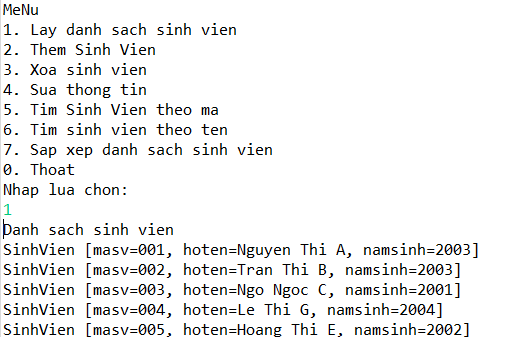 MeNu
1. Lay danh sach sinh vien
2. Them Sinh Vien
3. Xoa sinh vien
4. Sua thong tin
5. Tim Sinh Vien theo ma
6. Tim sinh vien theo ten
7. Sap xep danh sach sinh vien
0. Thoat
Nhap lua chon:
1
Danh sach sinh vien
SinhVien [masv=001, hoten=Nguyen Thi A, namsinh=2003]
SinhVien [masv=002, hoten=Tran Thi B, namsinh=2003]
SinhVien [masv=003, hoten=Ngo Ngoc C, namsinh=2001]
SinhVien [masv=004, hoten=Le Thi G, namsinh=2004]
SinhVien [masv=005, hoten=Hoang Thi E, namsinh=2002]